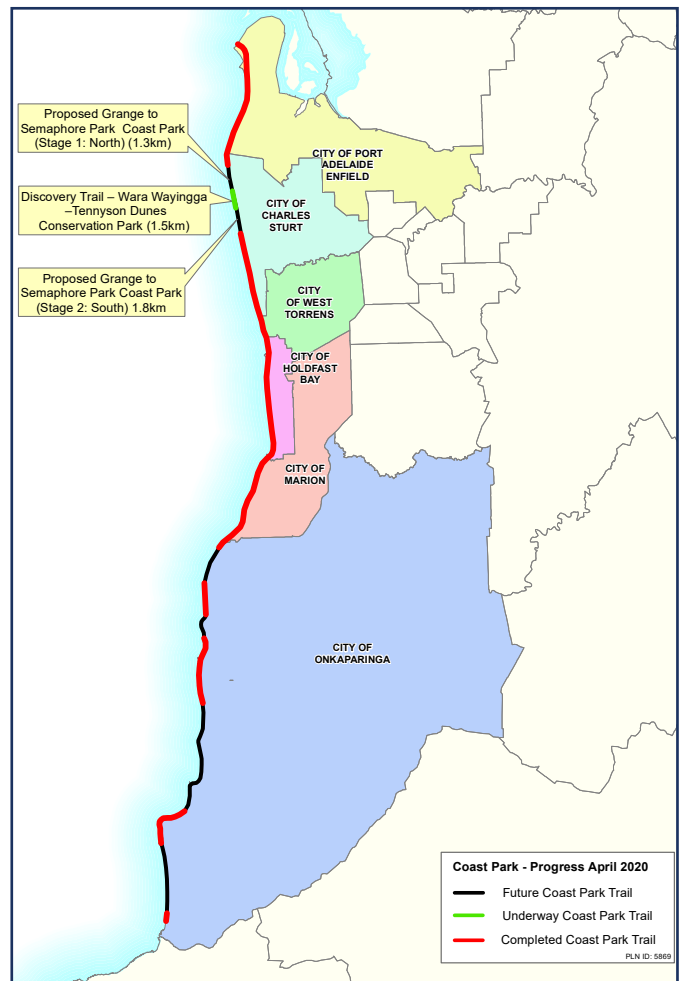 Proposed Grange to
Semaphore Park Coast Park
(Stage 1: North) (1.3km)
Discovery Trail – Wara Wayingga
–Tennyson Dunes
Conservation Park (1.5km)
Proposed Grange to
Semaphore Park Coast Park
(Stage 2: South) 1.8km
CITY OF PORT
ADELAIDE
ENFIELD
CITY OF
CHARLES
STURT
CITY
OF WEST
TORRENS
CITY OF
HOLDFAST
BAY
CITY OF
MARION
CITY OF
ONKAPARINGA
Coast Park - Progress April 2020
Future Coast Park Trail
Underway Coast Park Trail
Completed Coast Park Trail
PLN ID: 5869